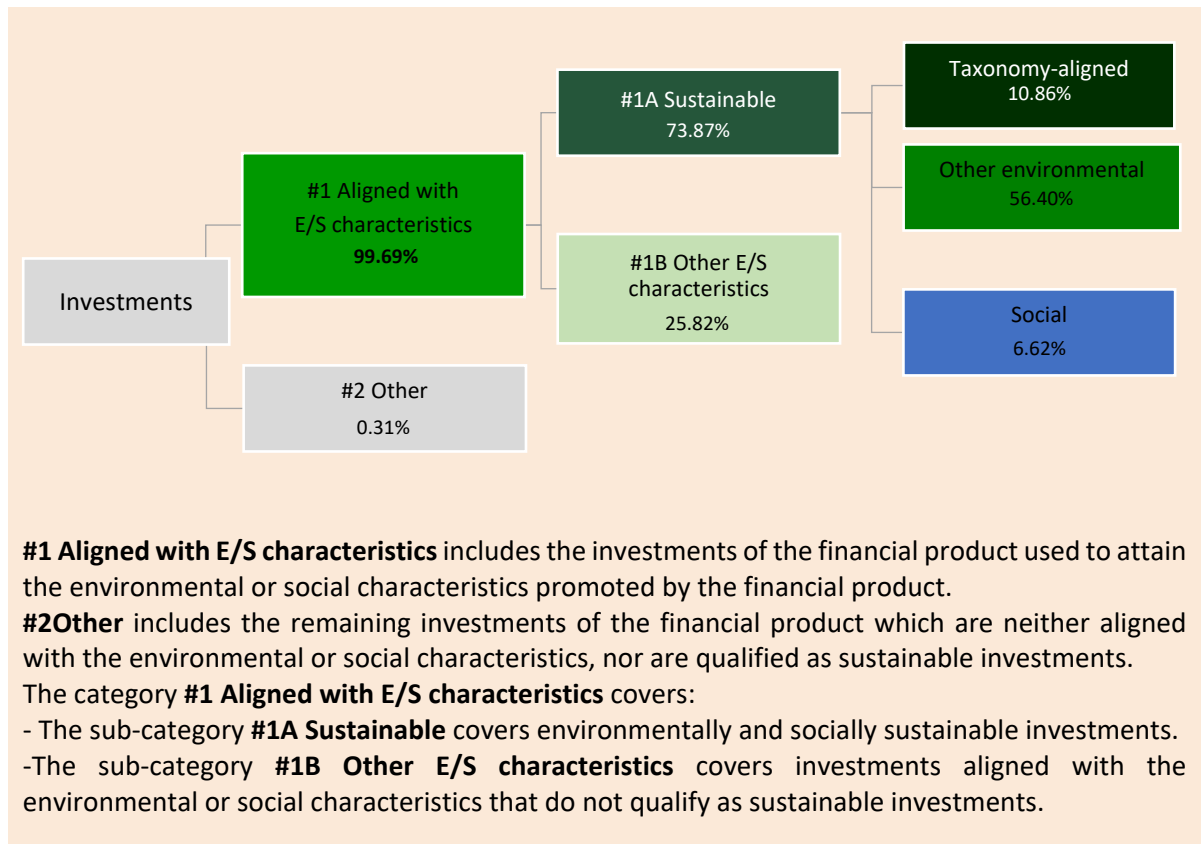 Investments
#1 Aligned with
E/S characteristics
99.69%
#2 Other
0.31%
#1A Sustainable
73.87%
#1B Other E/S
characteristics
25.82%
Taxonomy-aligned
10.86%
Other environmental
56.40%
Social
6.62%
#1 Aligned with E/S characteristics includes the investments of the financial product used to attain
the environmental or social characteristics promoted by the financial product.
#2Other includes the remaining investments of the financial product which are neither aligned
with the environmental or social characteristics, nor are qualified as sustainable investments.
The category #1 Aligned with E/S characteristics covers:
- The sub-category #1A Sustainable covers environmentally and socially sustainable investments.
-The sub-category #1B Other E/S characteristics covers investments aligned with the
environmental or social characteristics that do not qualify as sustainable investments.